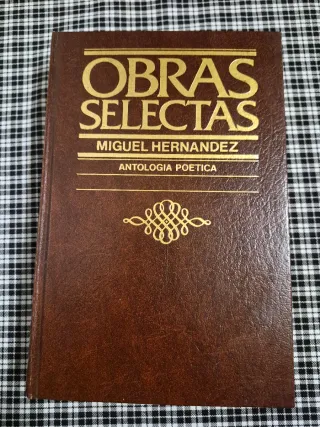 OBRAS
SELECTAS
MIGUEL HERNANDEZ
ANTOLOGIA POETICA